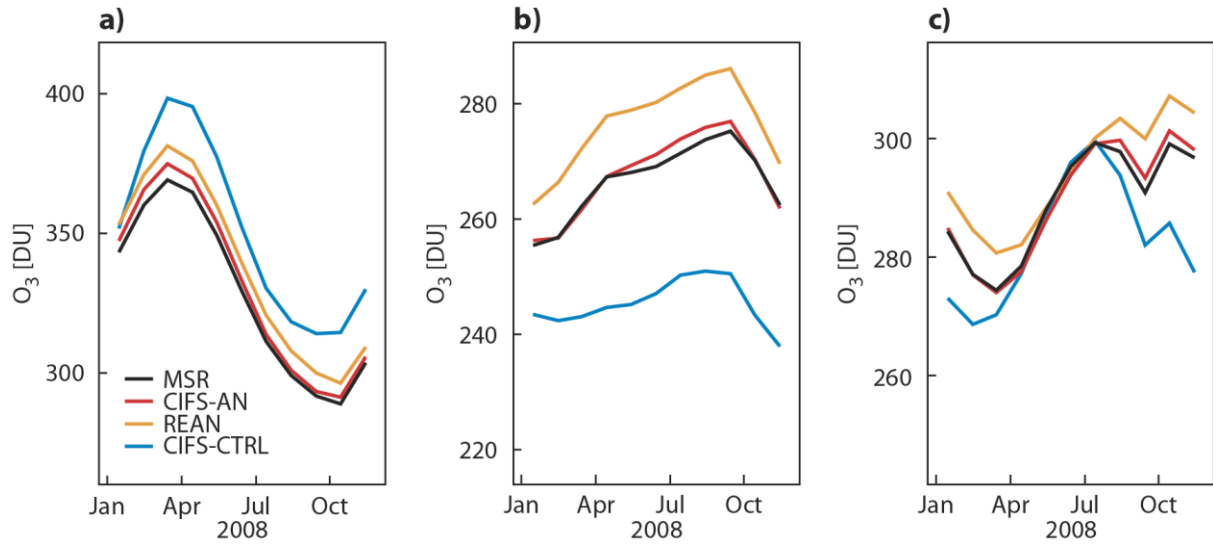 a)
O3 [DU]
400
350
300
MSR
CIFS-AN
REAN
CIFS-CTRL
Jan Apr Jul Oct
2008
b)
O3 [DU]
280
260
240
220
Jan Apr Jul Oct
2008
c)
O3 [DU]
300
280
260
Jan Apr Jul Oct
2008